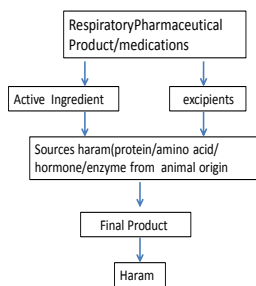 RespiratoryPharmaceutical
Product/medications
Active Ingredient
excipients
Sources haram(protein/amino acid/
hormone/enzyme from animal origin
Final Product
Haram